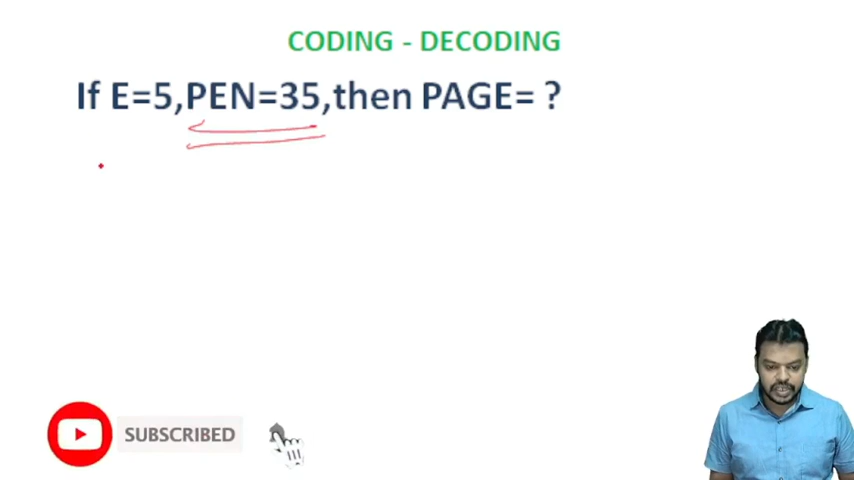 CODING - DECODING
If E=5,PEN=35,then PAGE= ?
SUBSCRIBED